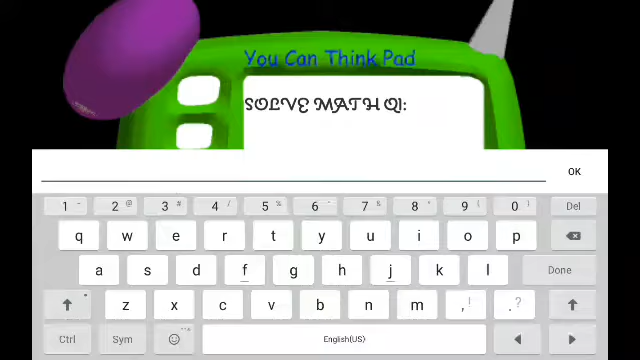 You Can Think Pad
SOLVE MATH Q1:
OK
1 2 @ 3 # 4 / 5 % 6 7 & 8 * 9 ( 0 ) Del
q w e r t y u i o p
a s d f g h j k l Done
z x c v b n m , ! . ?
Ctrl Sym English(US)